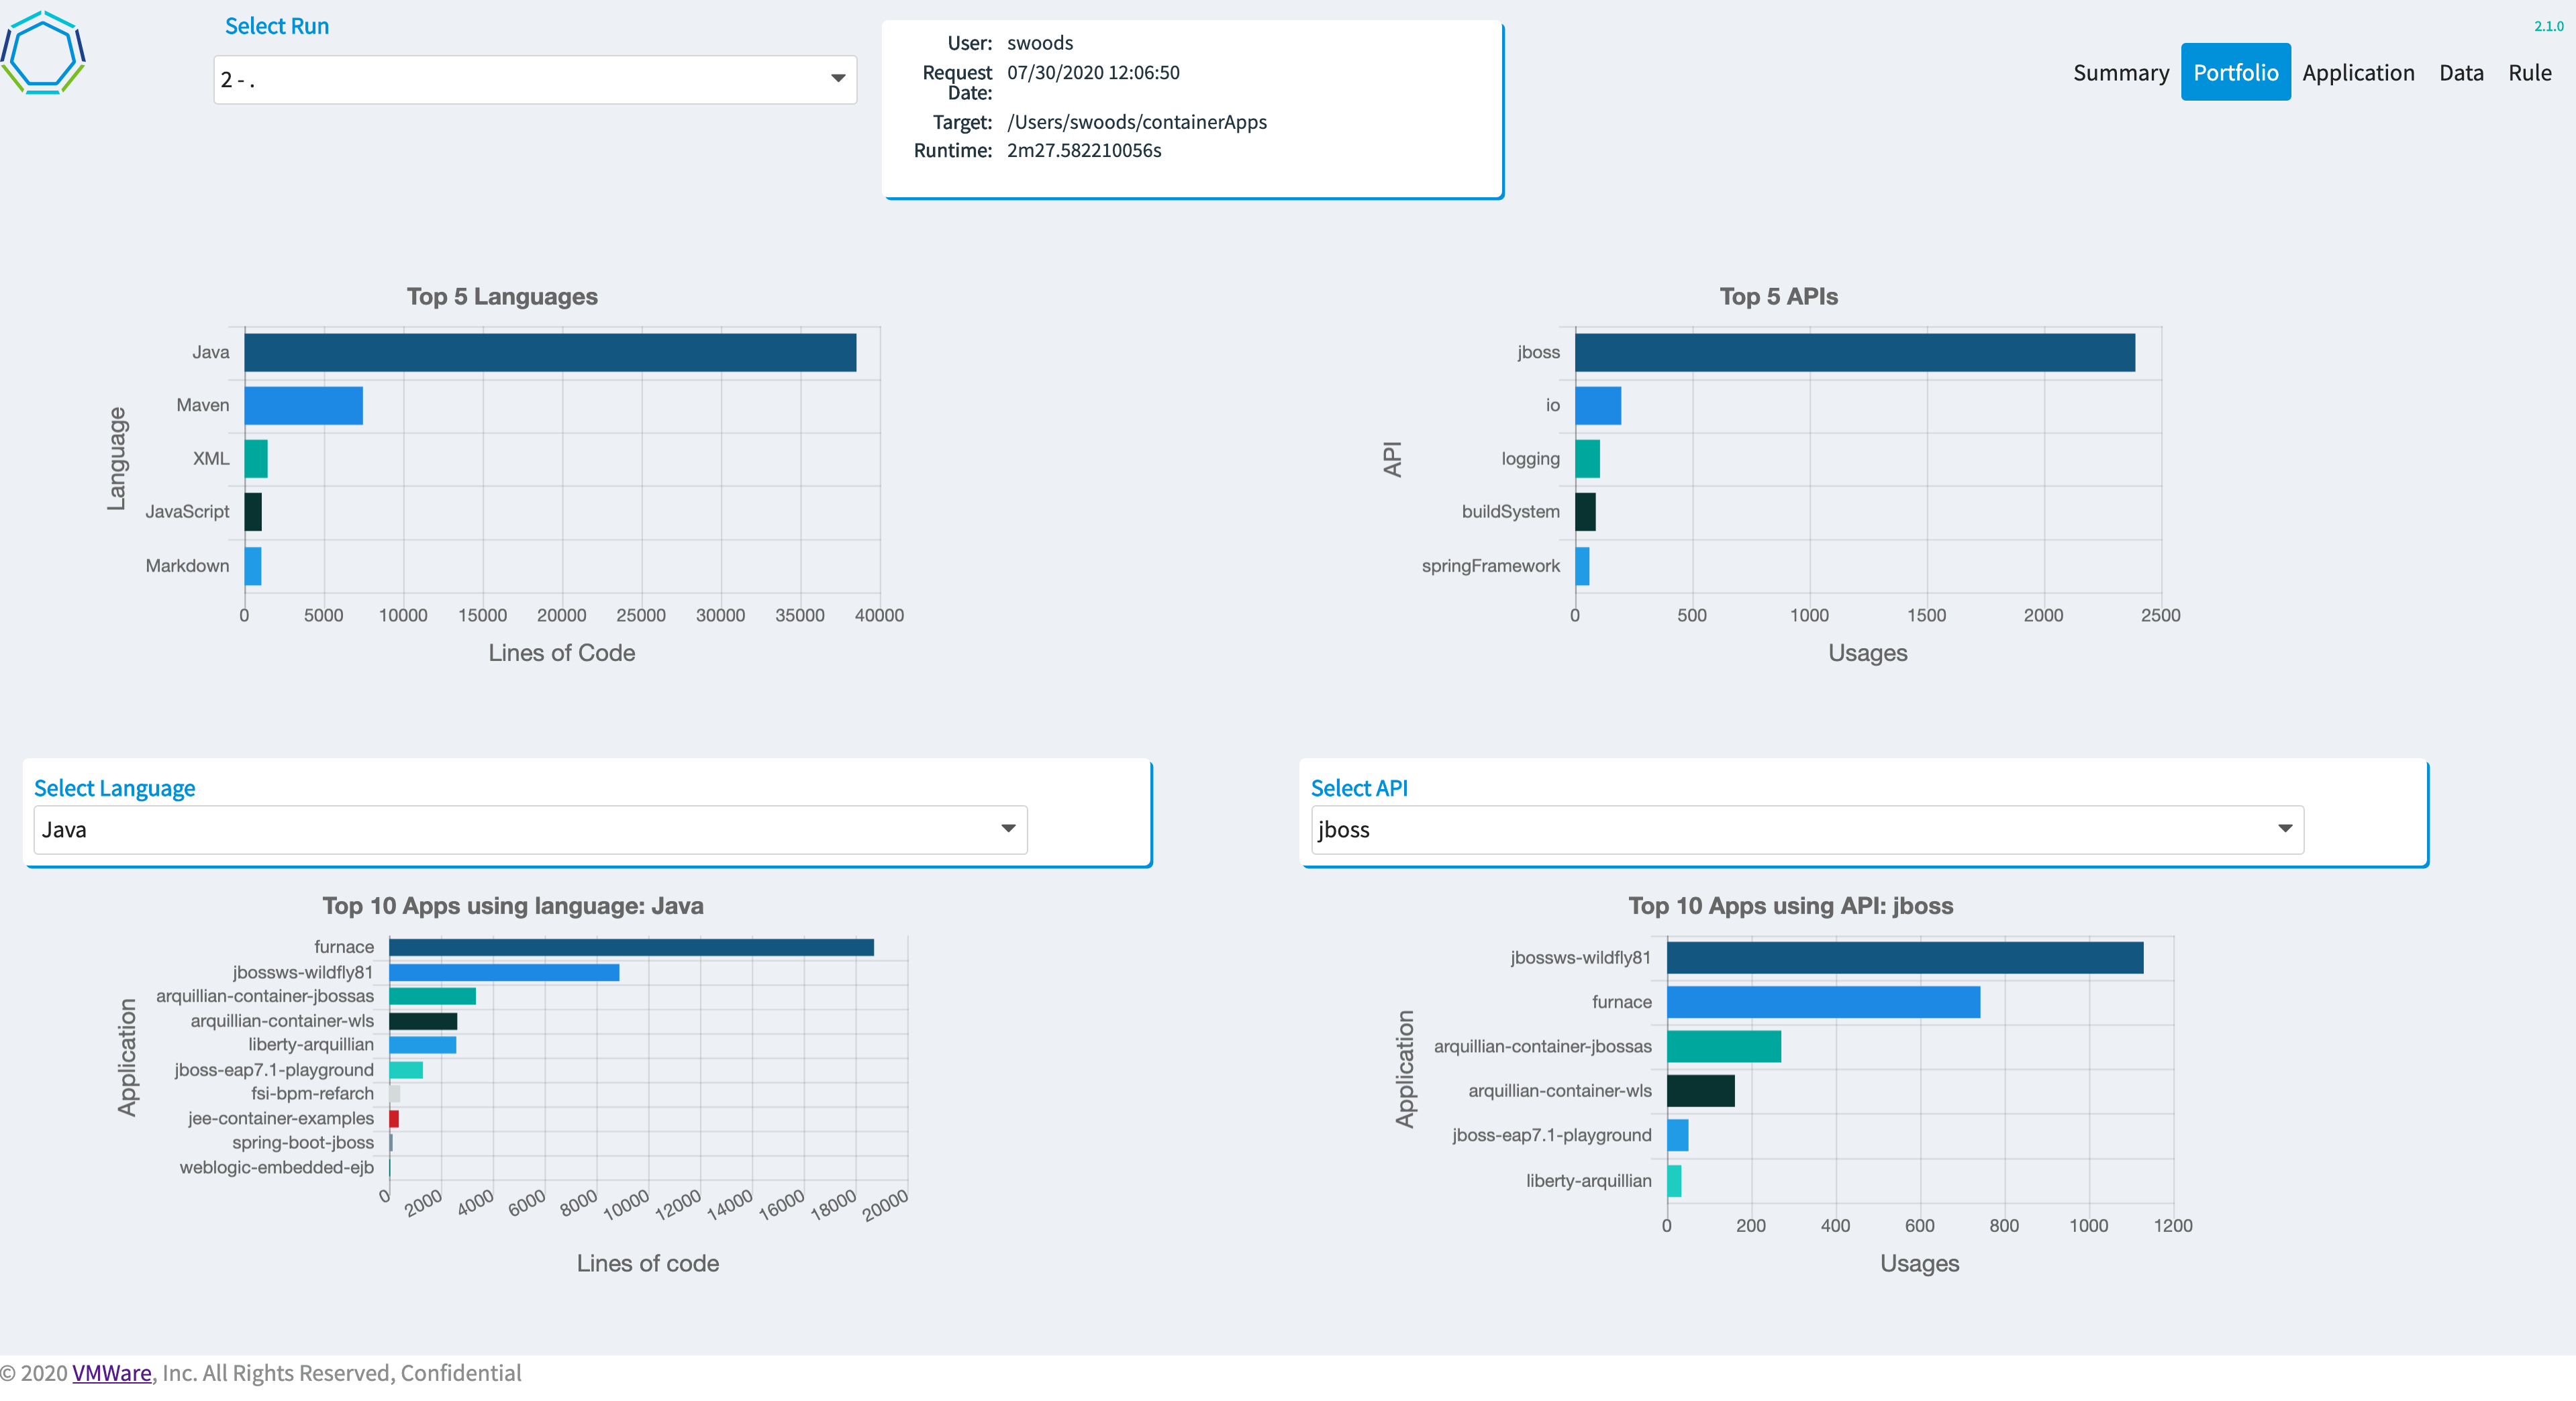 Select Run
2 - .
User: swoods
Request Date: 07/30/2020 12:06:50
Target: /Users/swoods/containerApps
Runtime: 2m27.582210056s
2.1.0
Summary Portfolio Application Data Rule
Top 5 Languages
Language
Java
Maven
XML
JavaScript
Markdown
0 5000 10000 15000 20000 25000 30000 35000 40000
Lines of Code
Top 5 APIs
API
jboss
io
logging
buildSystem
springFramework
0 500 1000 1500 2000 2500
Usages
Select Language
Java
Select API
jboss
Top 10 Apps using language: Java
Application
furnace
jbossws-wildfly81
arquillian-container-jbossas
arquillian-container-wls
liberty-arquillian
jboss-eap7.1-playground
fsi-bpm-refarch
jee-container-examples
spring-boot-jboss
weblogic-embedded-ejb
0 2000 4000 6000 8000 10000 12000 14000 16000 18000 20000
Lines of code
Top 10 Apps using API: jboss
Application
jbossws-wildfly81
furnace
arquillian-container-jbossas
arquillian-container-wls
jboss-eap7.1-playground
liberty-arquillian
0 200 400 600 800 1000 1200
Usages
© 2020 VMWare, Inc. All Rights Reserved, Confidential